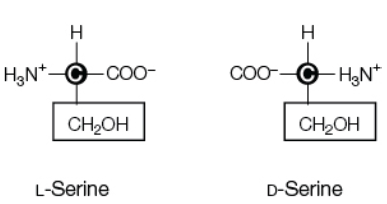 H H
H₃N⁺ C COO⁻ COO⁻ C H₃N⁺
CH₂OH CH₂OH
L-Serine D-Serine